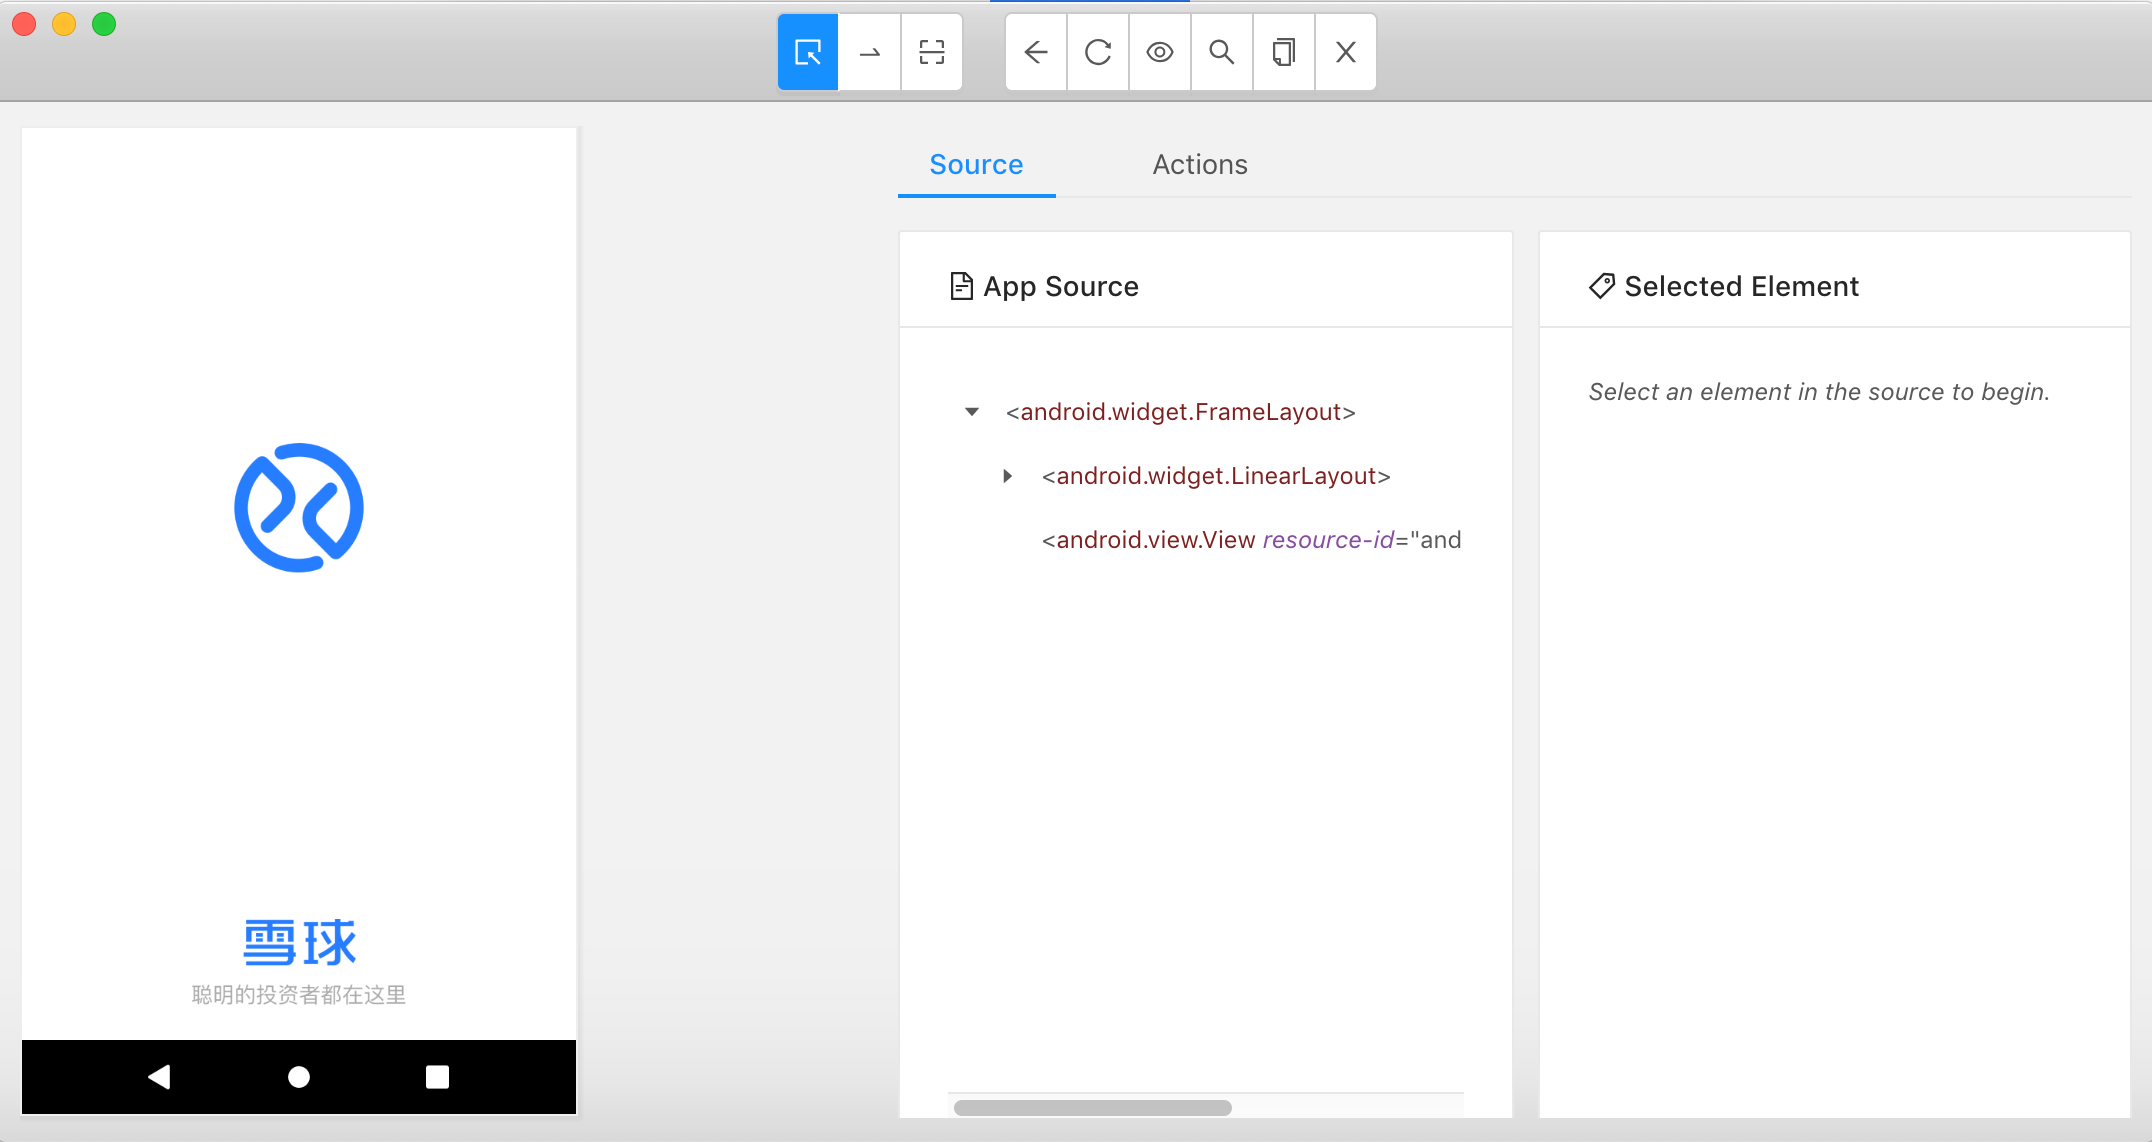 雪球
聪明的投资者都在这里
Source
Actions
App Source
<android.widget.FrameLayout>
<android.widget.LinearLayout>
<android.view.View resource-id="and
Selected Element
Select an element in the source to begin.